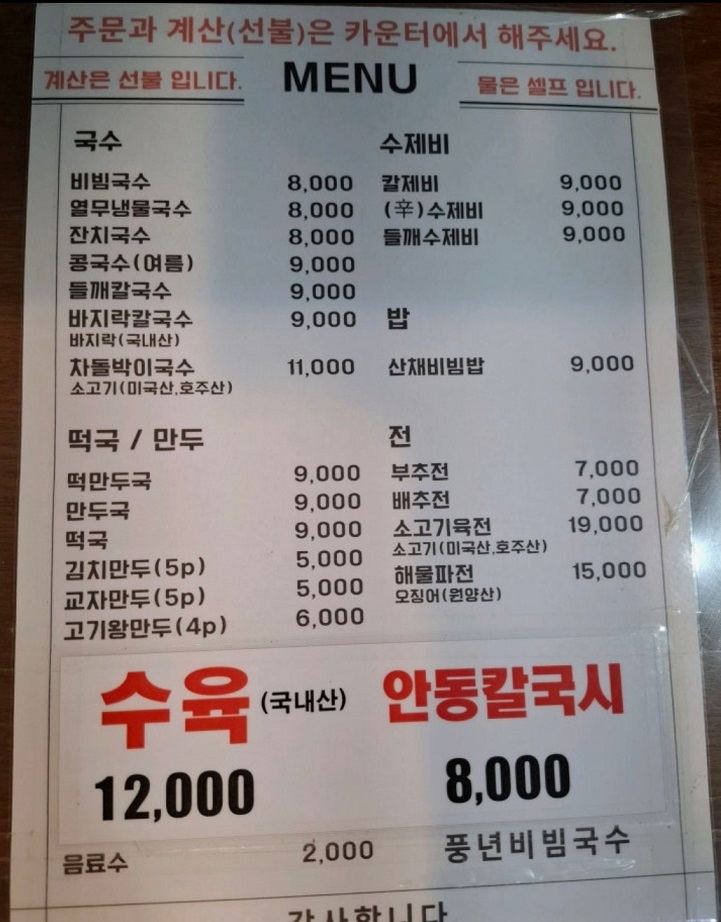 주문과 계산(선불)은 카운터에서 해주세요.
계산은 선불 입니다.
MENU
물은 셀프 입니다.
국수
비빔국수 8,000
열무냉물국수 8,000
잔치국수 8,000
콩국수(여름) 9,000
들깨칼국수 9,000
바지락칼국수 9,000
바지락(국내산)
차돌박이국수 11,000
소고기(미국산,호주산)
수제비
칼제비 9,000
(辛)수제비 9,000
들깨수제비 9,000
밥
산채비빔밥 9,000
떡국 / 만두
떡만두국 9,000
만두국 9,000
떡국 9,000
김치만두(5p) 5,000
교자만두(5p) 5,000
고기왕만두(4p) 6,000
전
부추전 7,000
배추전 7,000
소고기육전 19,000
소고기(미국산,호주산)
해물파전 15,000
오징어(원양산)
수육 (국내산)
12,000
안동칼국시
8,000
음료수 2,000
풍년비빔국수
감사합니다